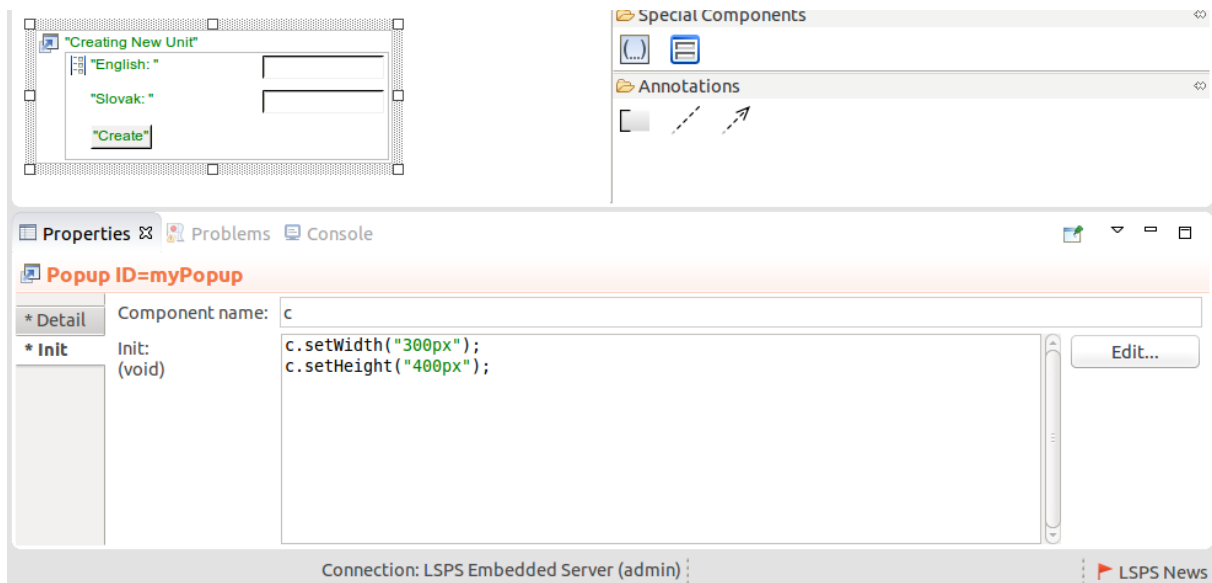 Special Components
"Creating New Unit"
"English: "
"Slovak: "
"Create"
(...)
Annotations
Properties Problems Console
Popup ID=myPopup
* Detail
Component name: c
* Init
Init:
(void)
c.setWidth("300px");
c.setHeight("400px");
Edit...
Connection: LSPS Embedded Server (admin)
LSPS News